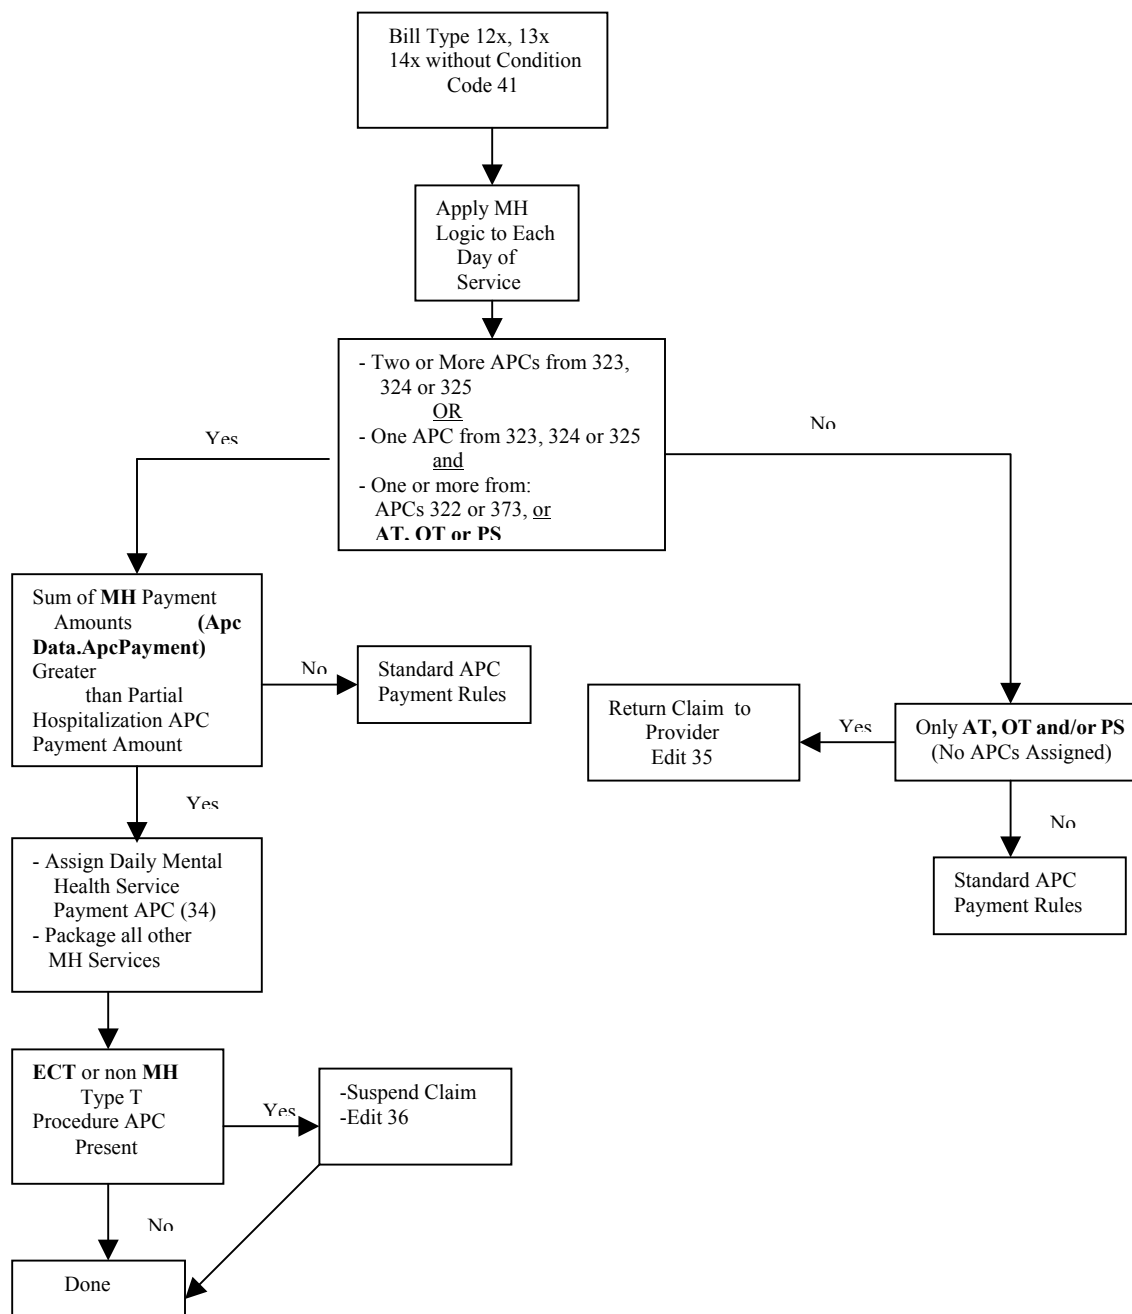 Bill Type 12x, 13x
14x without Condition
Code 41
Apply MH
Logic to Each
Day of
Service
- Two or More APCs from 323,
324 or 325
OR
- One APC from 323, 324 or 325
and
- One or more from:
APCs 322 or 373, or
AT, OT or PS
Yes
No
Sum of MH Payment
Amounts (Apc
Data.ApcPayment)
Greater
than Partial
Hospitalization APC
Payment Amount
No
Standard APC
Payment Rules
Return Claim to
Provider
Edit 35
Yes
Only AT, OT and/or PS
(No APCs Assigned)
Yes
No
- Assign Daily Mental
Health Service
Payment APC (34)
- Package all other
MH Services
Standard APC
Payment Rules
ECT or non MH
Type T
Procedure APC
Present
Yes
-Suspend Claim
-Edit 36
No
Done